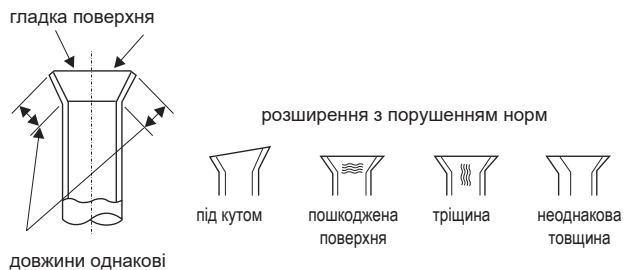 гладка поверхня
розширення з порушенням норм
під кутом
пошкоджена
поверхня
тріщина
неоднакова
товщина
довжини однакові